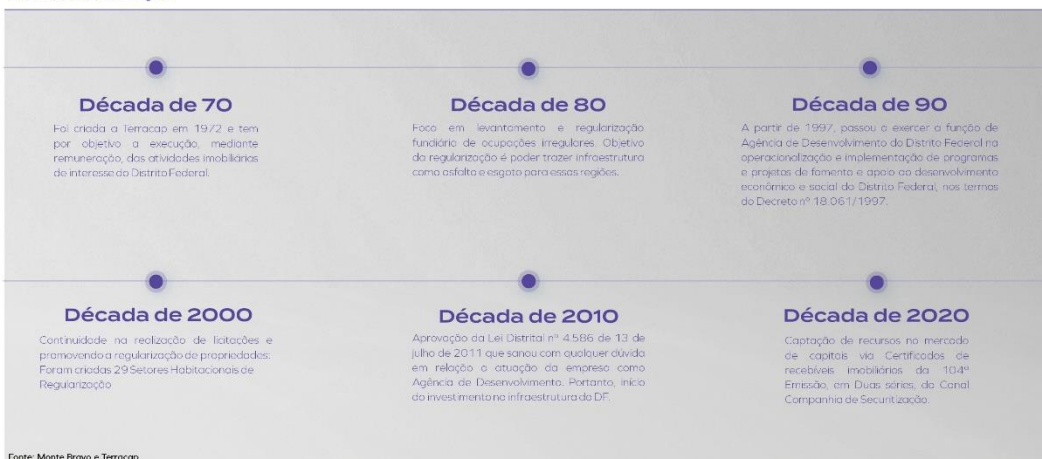 Década de 70
Foi criada a Terracap em 1972 e tem
por objetivo a execução, mediante
remuneração, das atividades imobiliárias
de interesse do Distrito Federal.
Década de 80
Foco em levantamento e regularização
fundiária de ocupações irregulares. Objetivo
da regularização é poder trazer infraestrutura
como asfalto e esgoto para essas regiões.
Década de 90
A partir de 1997, passou a exercer a função de
Agência de Desenvolvimento do Distrito Federal na
operacionalização e implementação de programas
e projetos de fomento e apoio ao desenvolvimento
econômico e social do Distrito Federal, nos termos
do Decreto nº 18.061/1997.
Década de 2000
Continuidade na realização de licitações e
promovendo a regularização de propriedades:
Foram criadas 29 Setores Habitacionais de
Regularização
Década de 2010
Aprovação da Lei Distrital nº 4.586 de 13 de
julho de 2011 que sanou com qualquer dúvida
em relação a atuação da empresa como
Agência de Desenvolvimento. Portanto, início
do investimento na infraestrutura do DF.
Década de 2020
Captação de recursos no mercado
de capitais via Certificados de
recebíveis imobiliários da 104ª
Emissão, em Duas séries, da Canal
Companhia de Securitização.
Fonte: Monte Bravo e Terracap